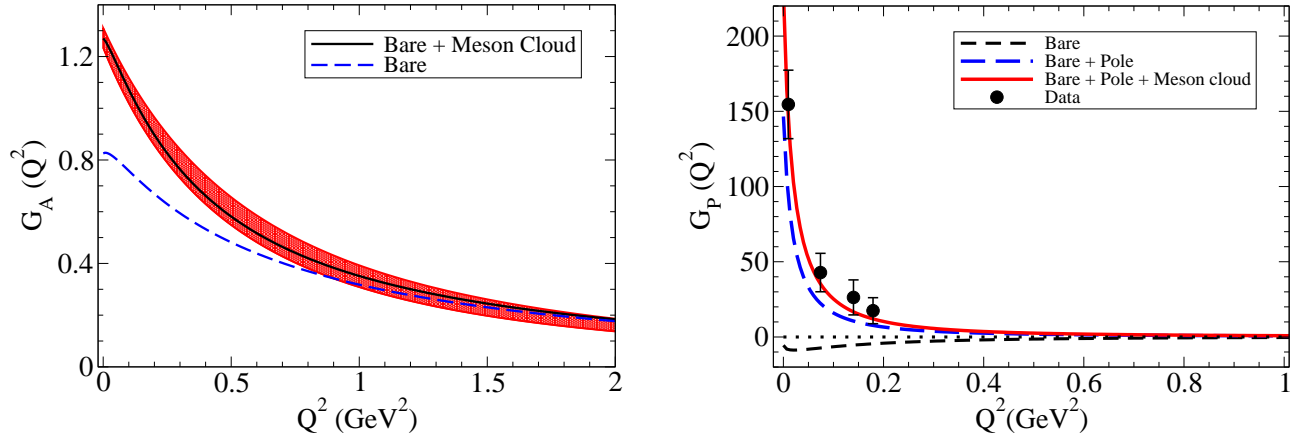 1.2
0.8
0.4
0
G_A (Q^2)
Bare + Meson Cloud
Bare
0 0.5 1 1.5 2
Q^2 (GeV^2)
200
150
100
50
0
G_P (Q^2)
Bare
Bare + Pole
Bare + Pole + Meson cloud
Data
0 0.2 0.4 0.6 0.8 1
Q^2(GeV^2)